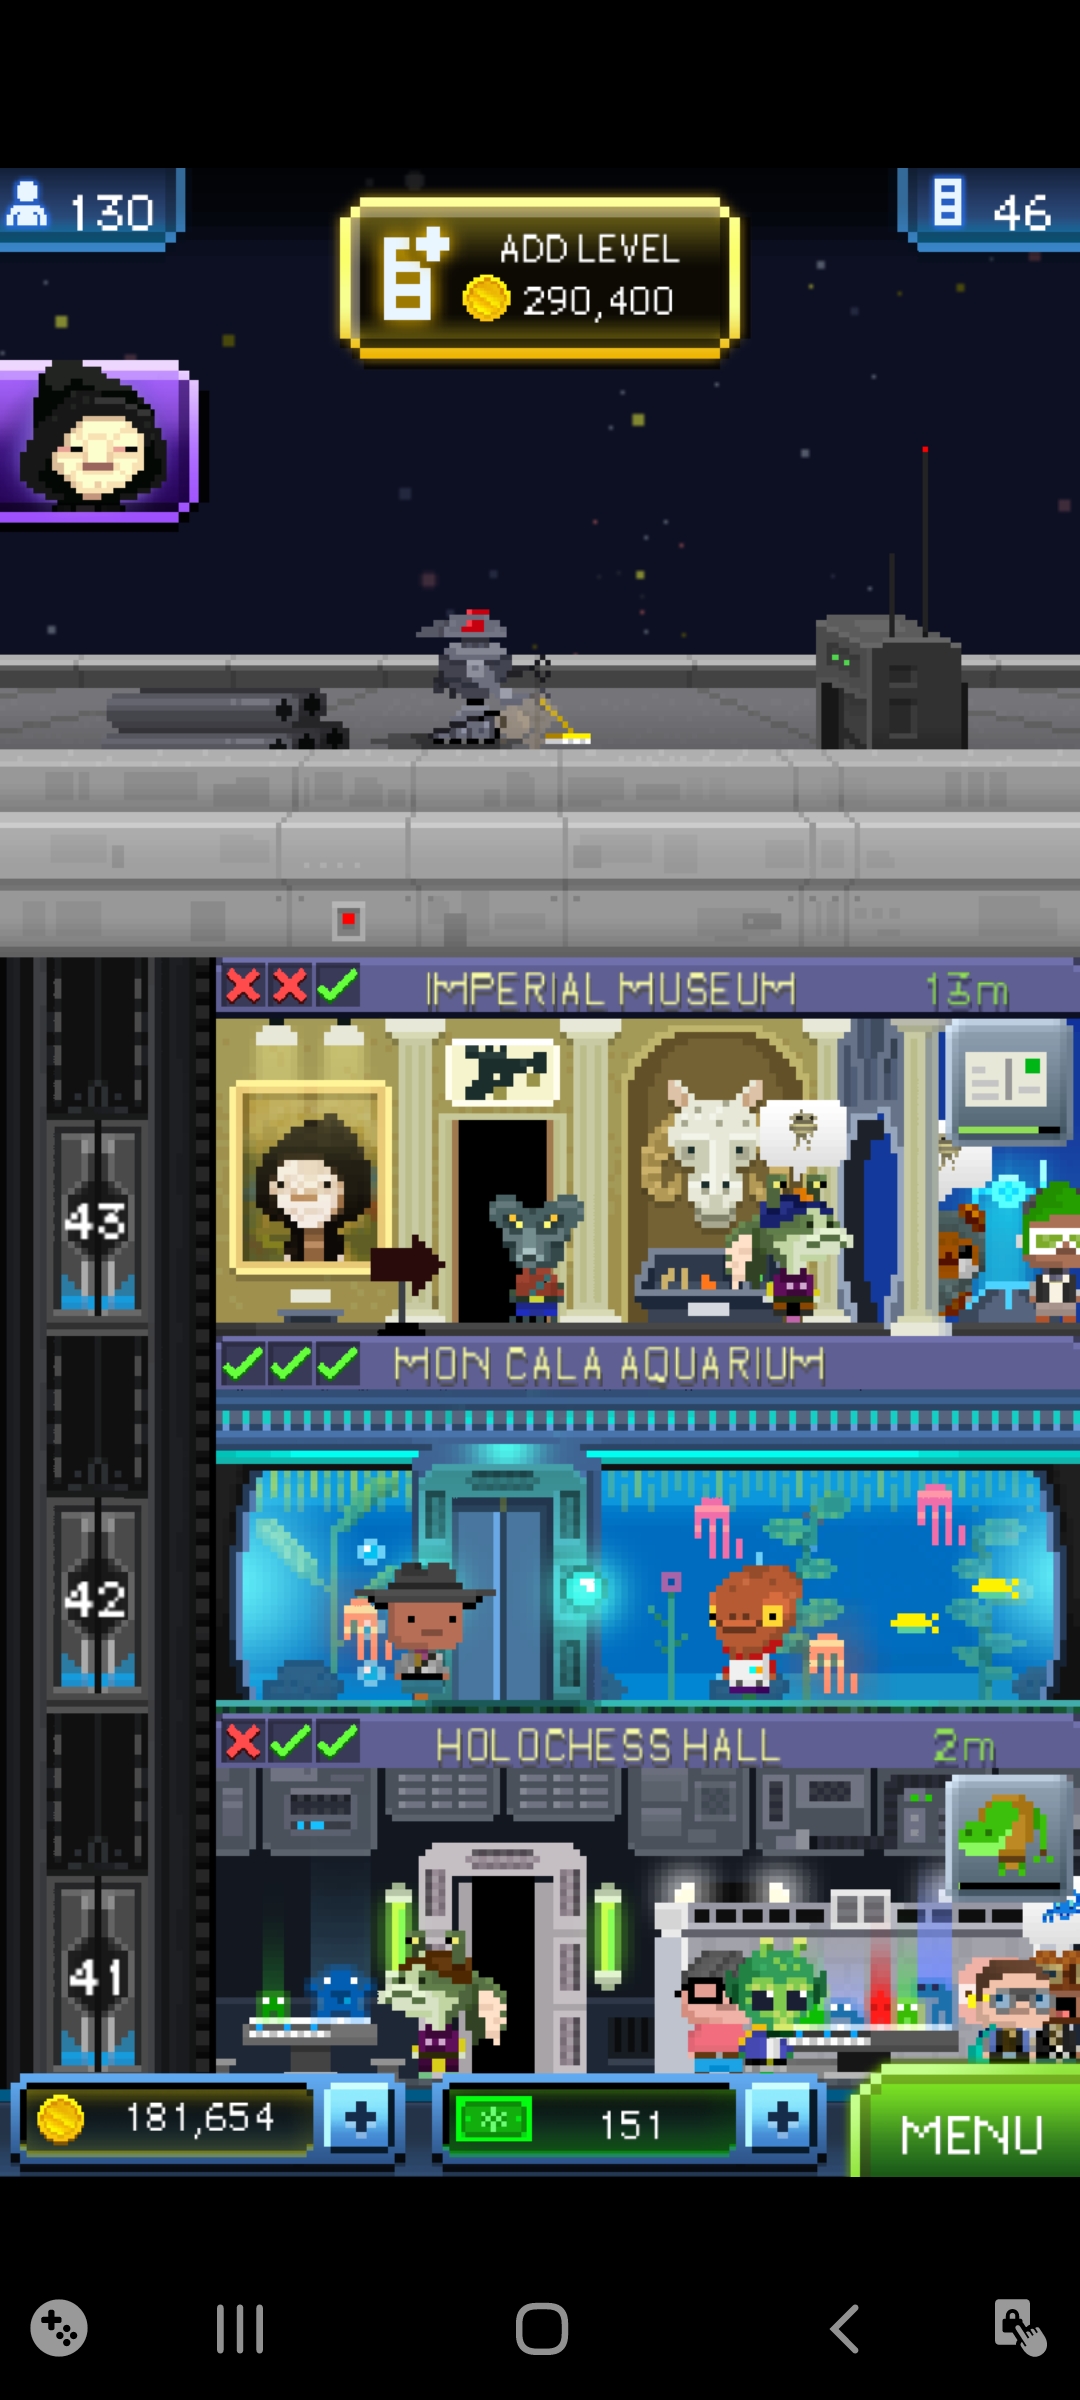 130
ADD LEVEL
46
290,400
IMPERIAL MUSEUM 13m
43
MON CALA AQUARIUM
42
HOLOCHESS HALL 2m
41
181,654
151
MENU